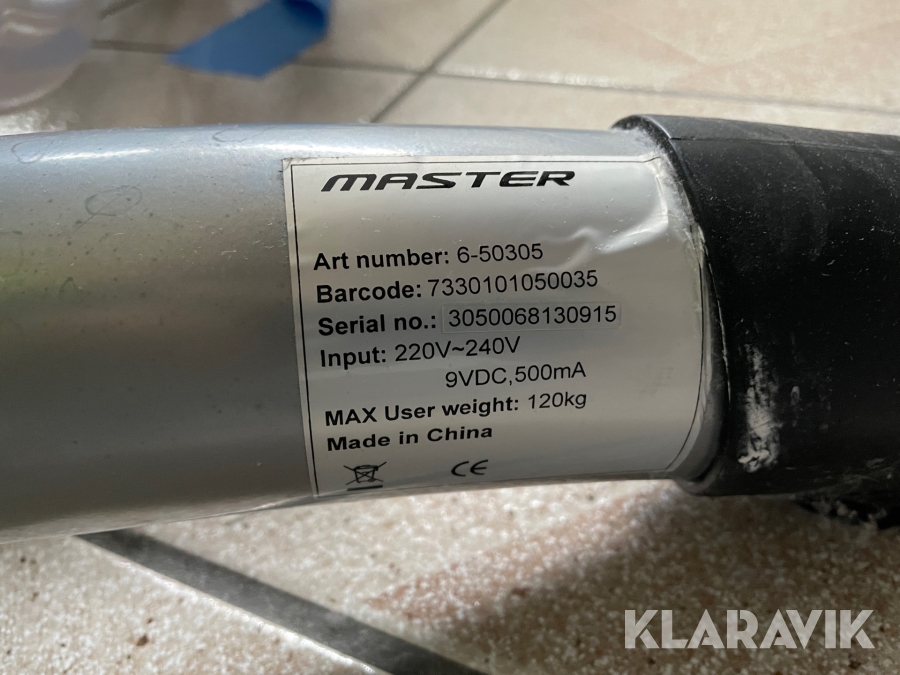 MASTER
Art number: 6-50305
Barcode: 7330101050035
Serial no.: 3050068130915
Input: 220V~240V
9VDC,500mA
MAX User weight: 120kg
Made in China
CE
KLARAVIK